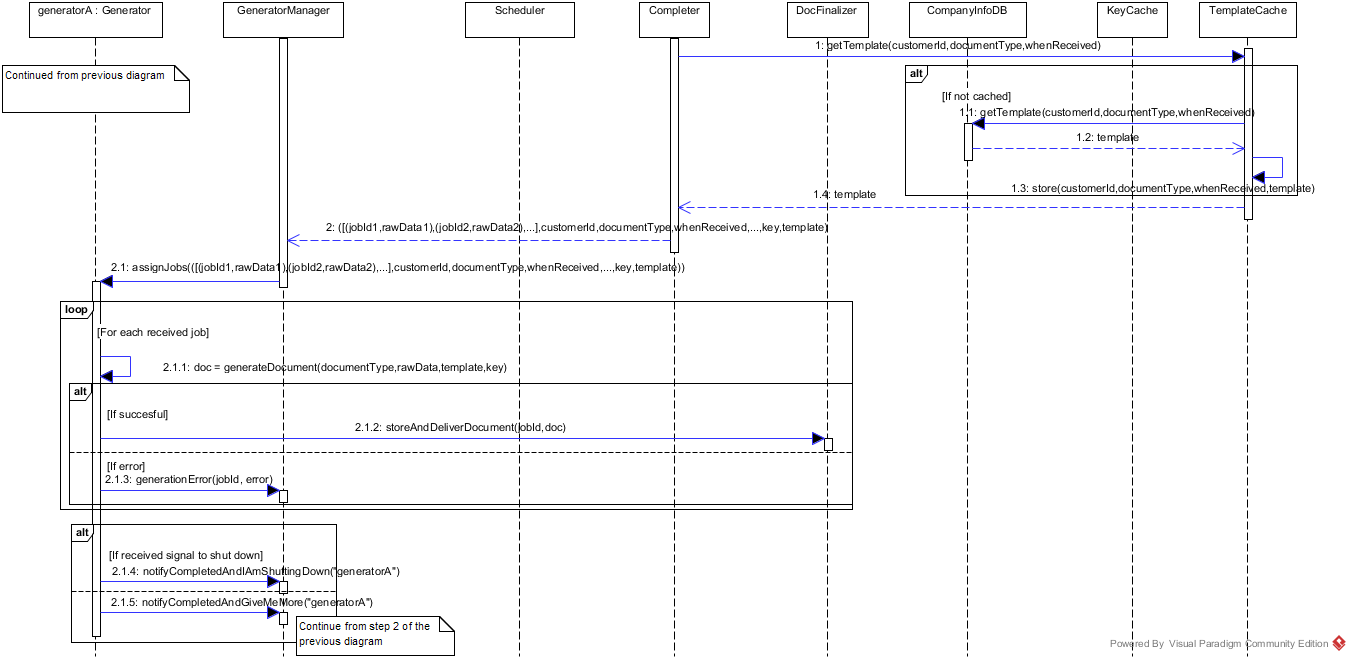 generatorA : Generator
GeneratorManager
Scheduler
Completer
DocFinalizer
CompanyInfoDB
KeyCache
TemplateCache
1: getTemplate(customerId,documentType,whenReceived)
Continued from previous diagram
alt
[If not cached]
1.1: getTemplate(customerId,documentType,whenReceived)
1.2: template
1.3: store(customerId,documentType,whenReceived,template)
1.4: template
2: ([(jobId1,rawData1),(jobId2,rawData2),...],customerId,documentType,whenReceived,...,key,template)
2.1: assignJobs(([(jobId1,rawData1),(jobId2,rawData2),...],customerId,documentType,whenReceived,...,key,template))
loop
[For each received job]
2.1.1: doc = generateDocument(documentType,rawData,template,key)
alt
[If succesful]
2.1.2: storeAndDeliverDocument(jobId,doc)
[If error]
2.1.3: generationError(jobId, error)
alt
[If received signal to shut down]
2.1.4: notifyCompletedAndIAmShuttingDown("generatorA")
2.1.5: notifyCompletedAndGiveMeMore("generatorA")
Continue from step 2 of the
previous diagram
Powered By Visual Paradigm Community Edition